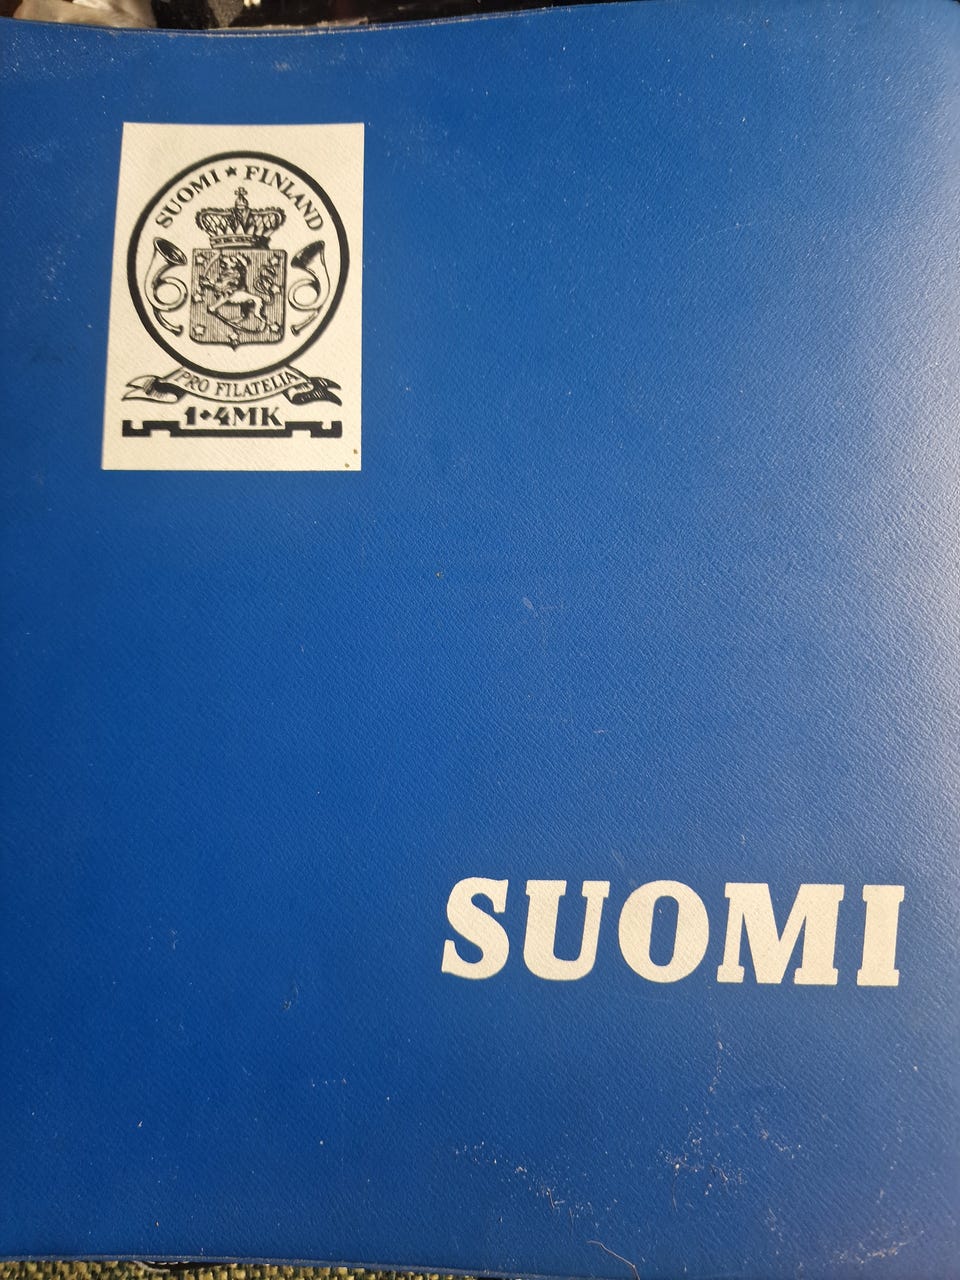 SUOMI ★ FINLAND
PRO FILATELIA
1+4MK
SUOMI